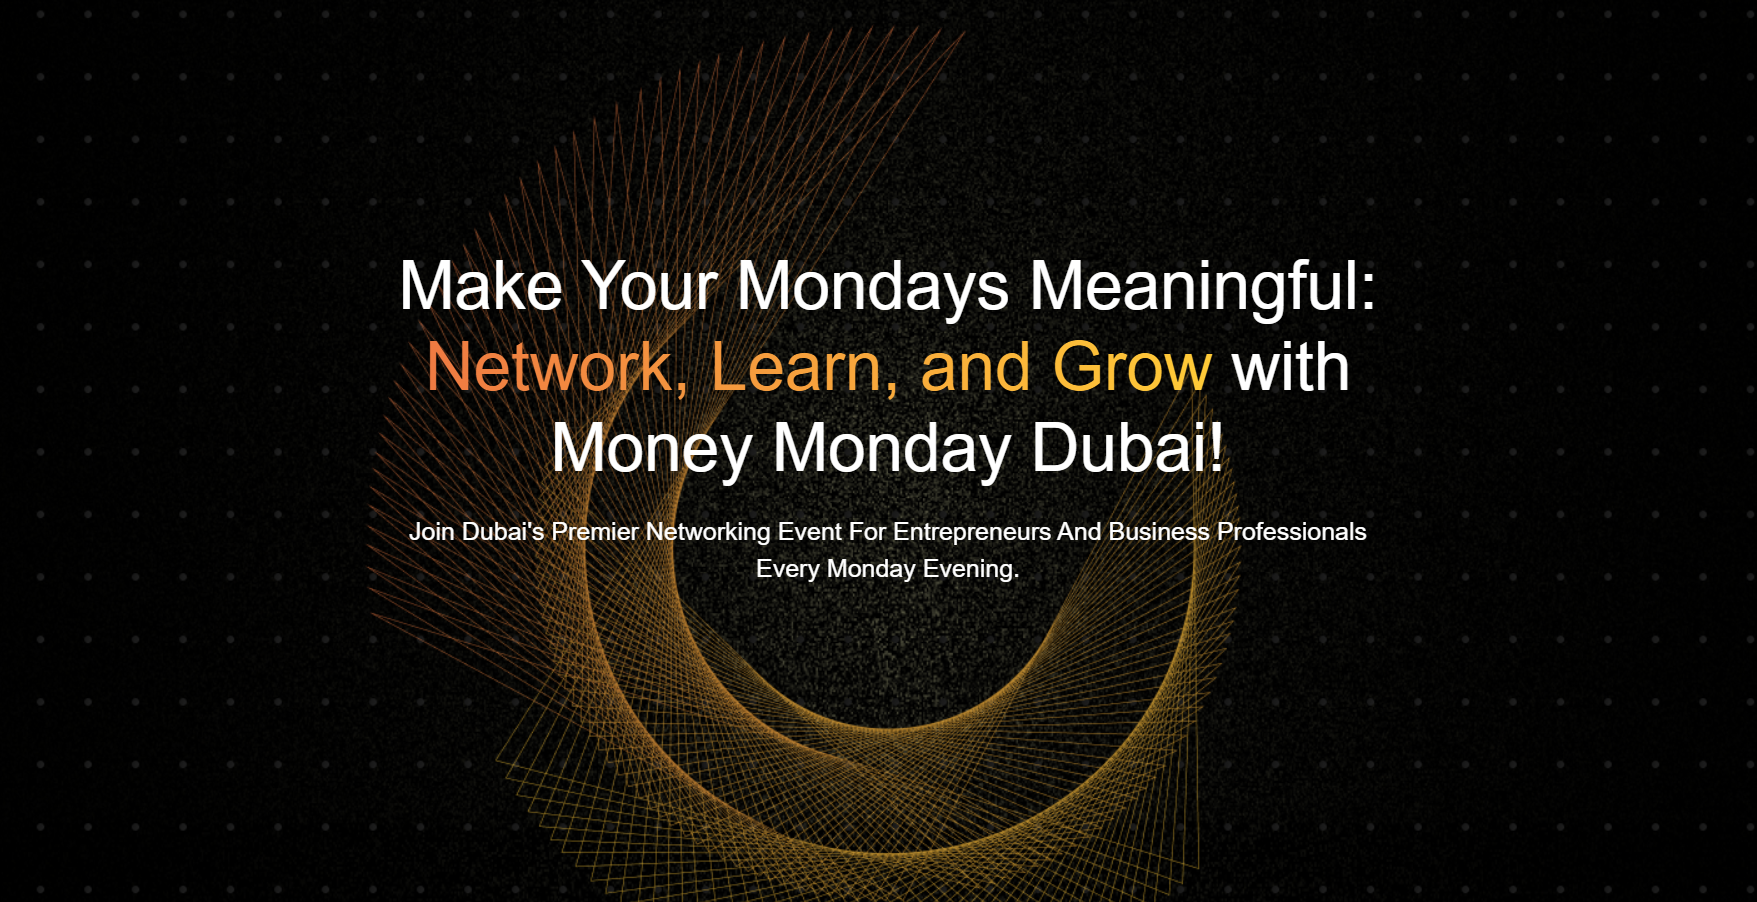 Make Your Mondays Meaningful:
Network, Learn, and Grow with
Money Monday Dubai!
Join Dubai's Premier Networking Event For Entrepreneurs And Business Professionals
Every Monday Evening.